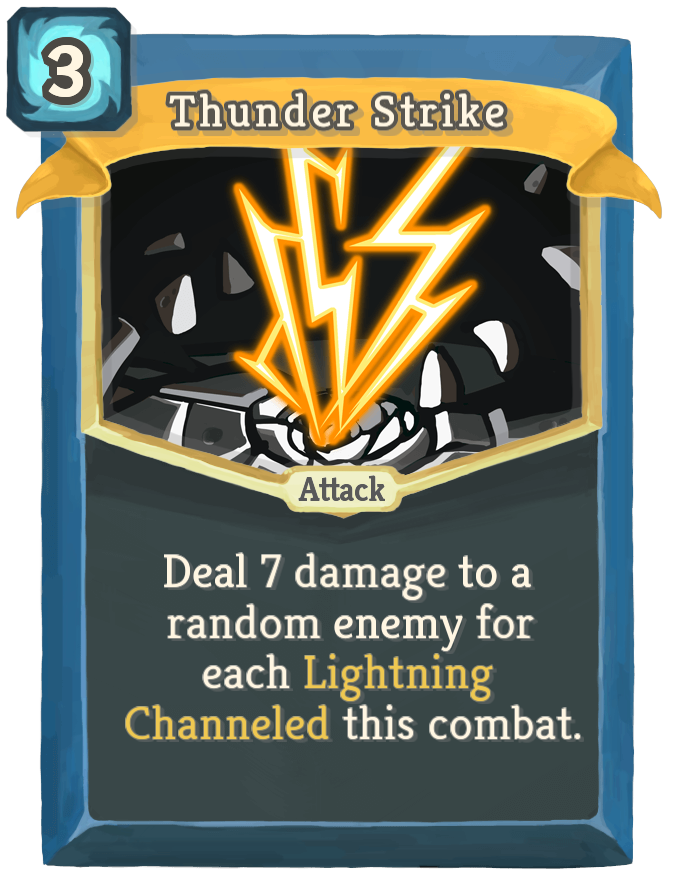 3
Thunder Strike
Attack
Deal 7 damage to a
random enemy for
each Lightning
Channeled this combat.